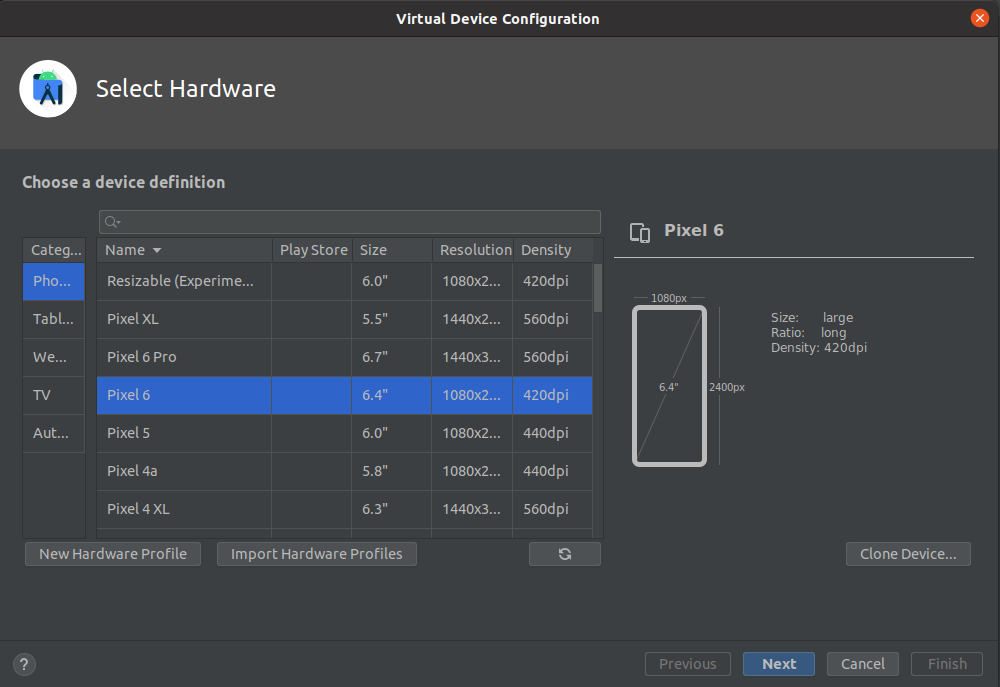 Virtual Device Configuration
Select Hardware
Choose a device definition
Categ... Name Play Store Size Resolution Density
Pho... Resizable (Experime... 6.0" 1080x2... 420dpi
Tabl... Pixel XL 5.5" 1440x2... 560dpi
We... Pixel 6 Pro 6.7" 1440x3... 560dpi
TV Pixel 6 6.4" 1080x2... 420dpi
Aut... Pixel 5 6.0" 1080x2... 440dpi
Pixel 4a 5.8" 1080x2... 440dpi
Pixel 4 XL 6.3" 1440x3... 560dpi
New Hardware Profile Import Hardware Profiles
Pixel 6
1080px
6.4" 2400px
Size: large
Ratio: long
Density: 420dpi
Clone Device...
? Previous Next Cancel Finish